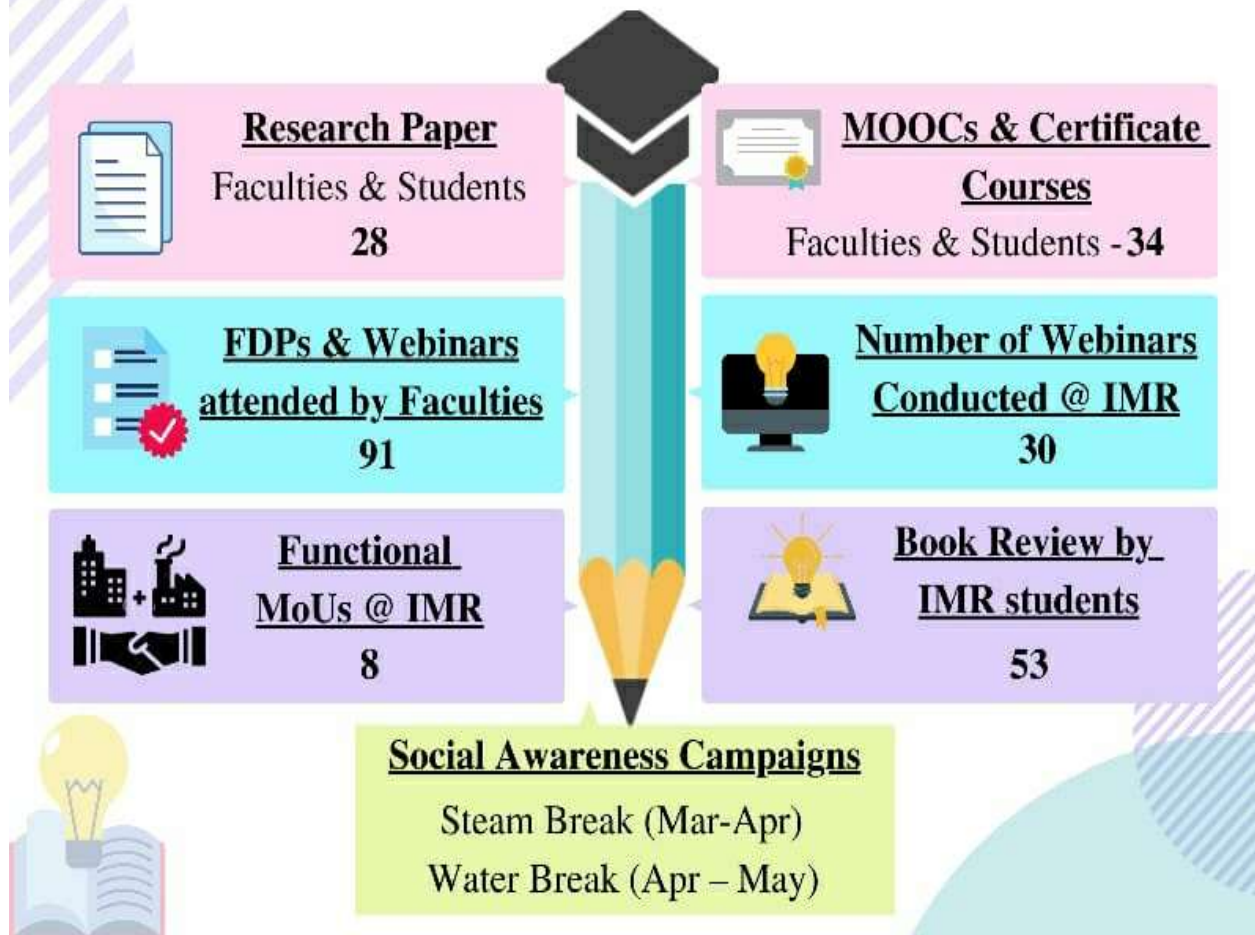 Research Paper
Faculties & Students
28
MOOCs & Certificate
Courses
Faculties & Students - 34
FDPs & Webinars
attended by Faculties
91
Number of Webinars
Conducted @ IMR
30
Functional
MoUs @ IMR
8
Book Review by
IMR students
53
Social Awareness Campaigns
Steam Break (Mar-Apr)
Water Break (Apr – May)